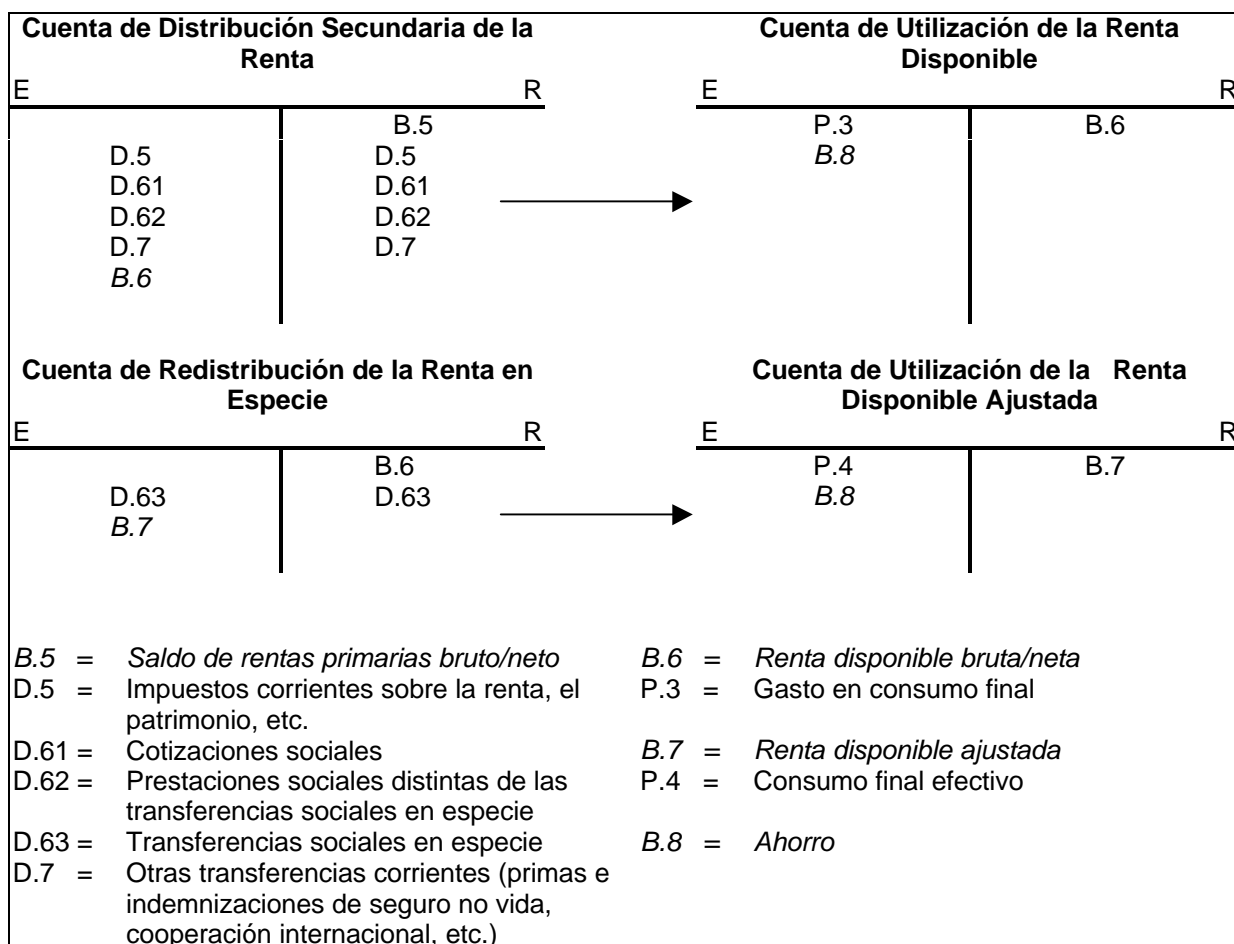 Cuenta de Distribución Secundaria de la
Renta
E R
B.5
D.5 D.5
D.61 D.61
D.62 D.62
D.7 D.7
B.6
Cuenta de Utilización de la Renta
Disponible
E R
P.3 B.6
B.8
Cuenta de Redistribución de la Renta en
Especie
E R
B.6
D.63 D.63
B.7
Cuenta de Utilización de la Renta
Disponible Ajustada
E R
P.4 B.7
B.8
B.5 = Saldo de rentas primarias bruto/neto
D.5 = Impuestos corrientes sobre la renta, el
patrimonio, etc.
D.61 = Cotizaciones sociales
D.62 = Prestaciones sociales distintas de las
transferencias sociales en especie
D.63 = Transferencias sociales en especie
D.7 = Otras transferencias corrientes (primas e
indemnizaciones de seguro no vida,
cooperación internacional, etc.)
B.6 = Renta disponible bruta/neta
P.3 = Gasto en consumo final
B.7 = Renta disponible ajustada
P.4 = Consumo final efectivo
B.8 = Ahorro